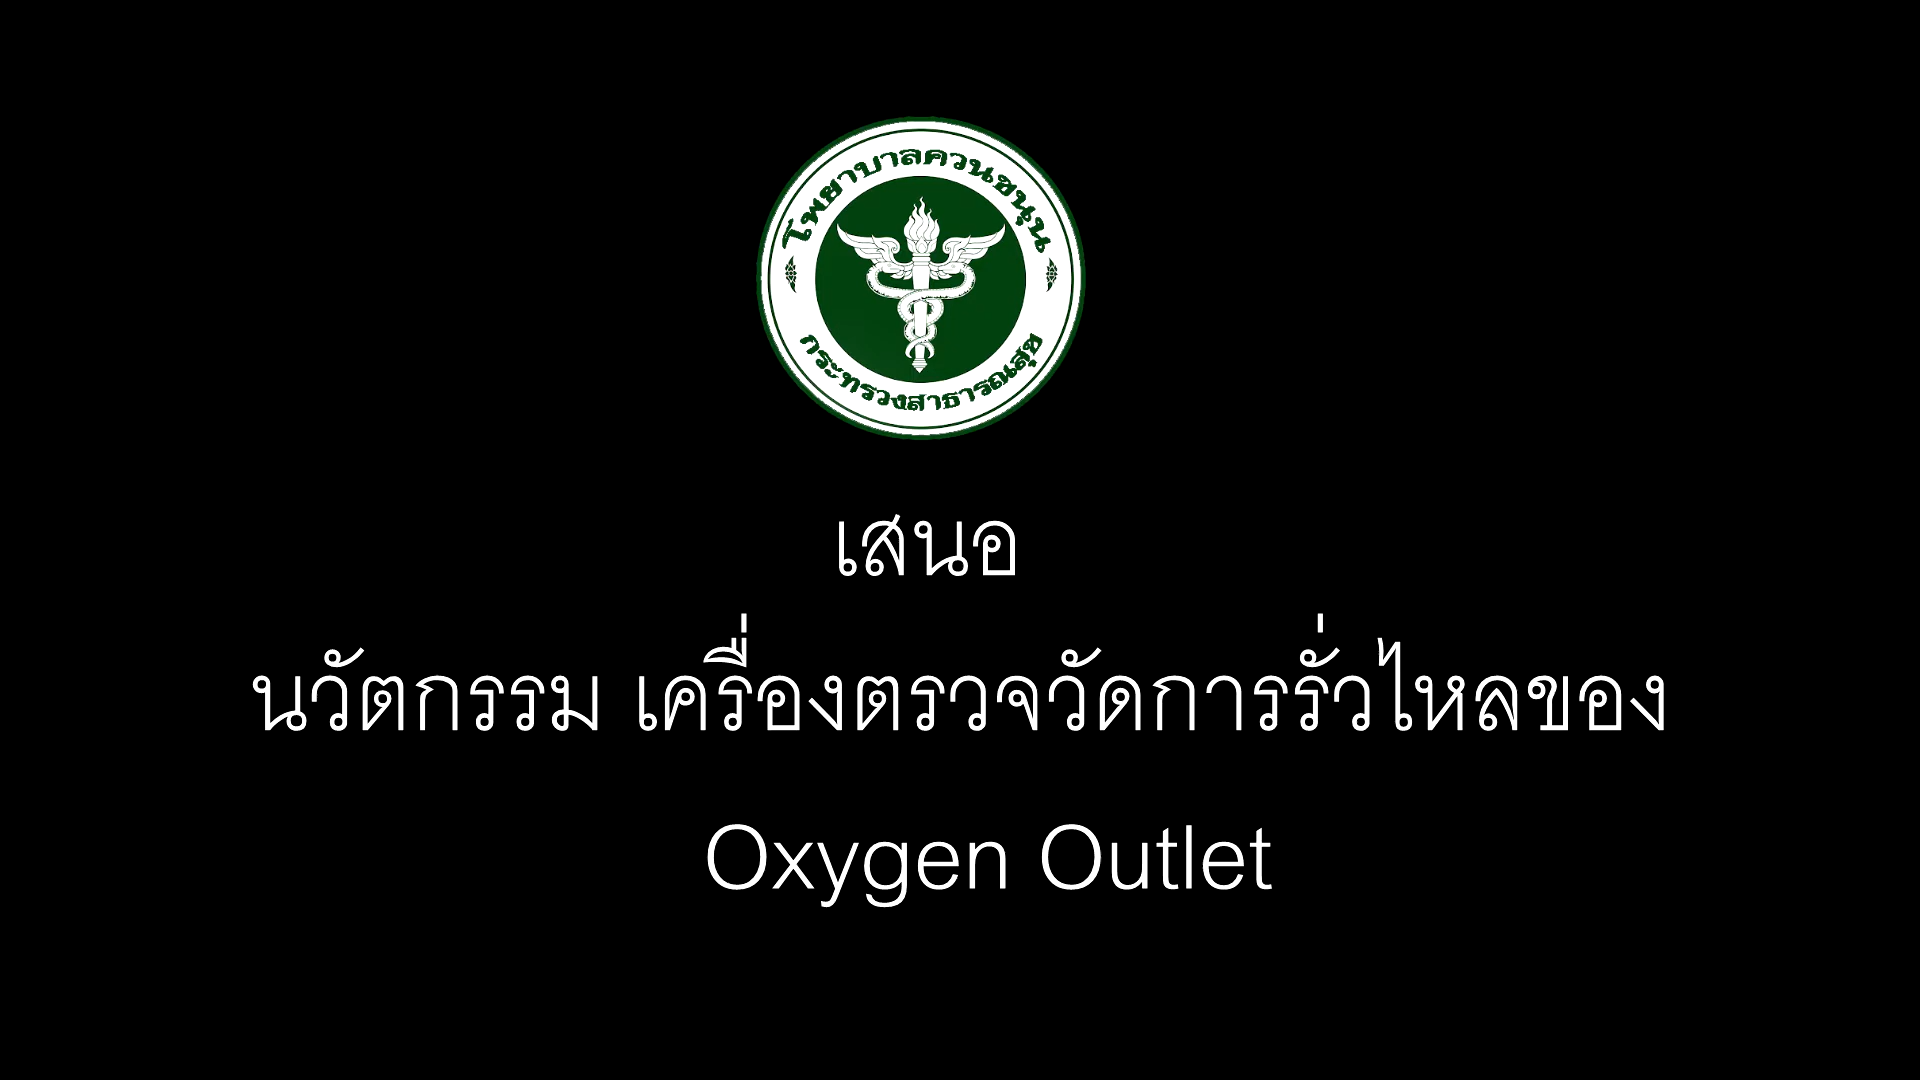 โพยาบาลควนขนุน
กระทรวงสาธารณสุข
เสนอ
นวัตกรรม เครื่องตรวจวัดการรั่วไหลของ
Oxygen Outlet